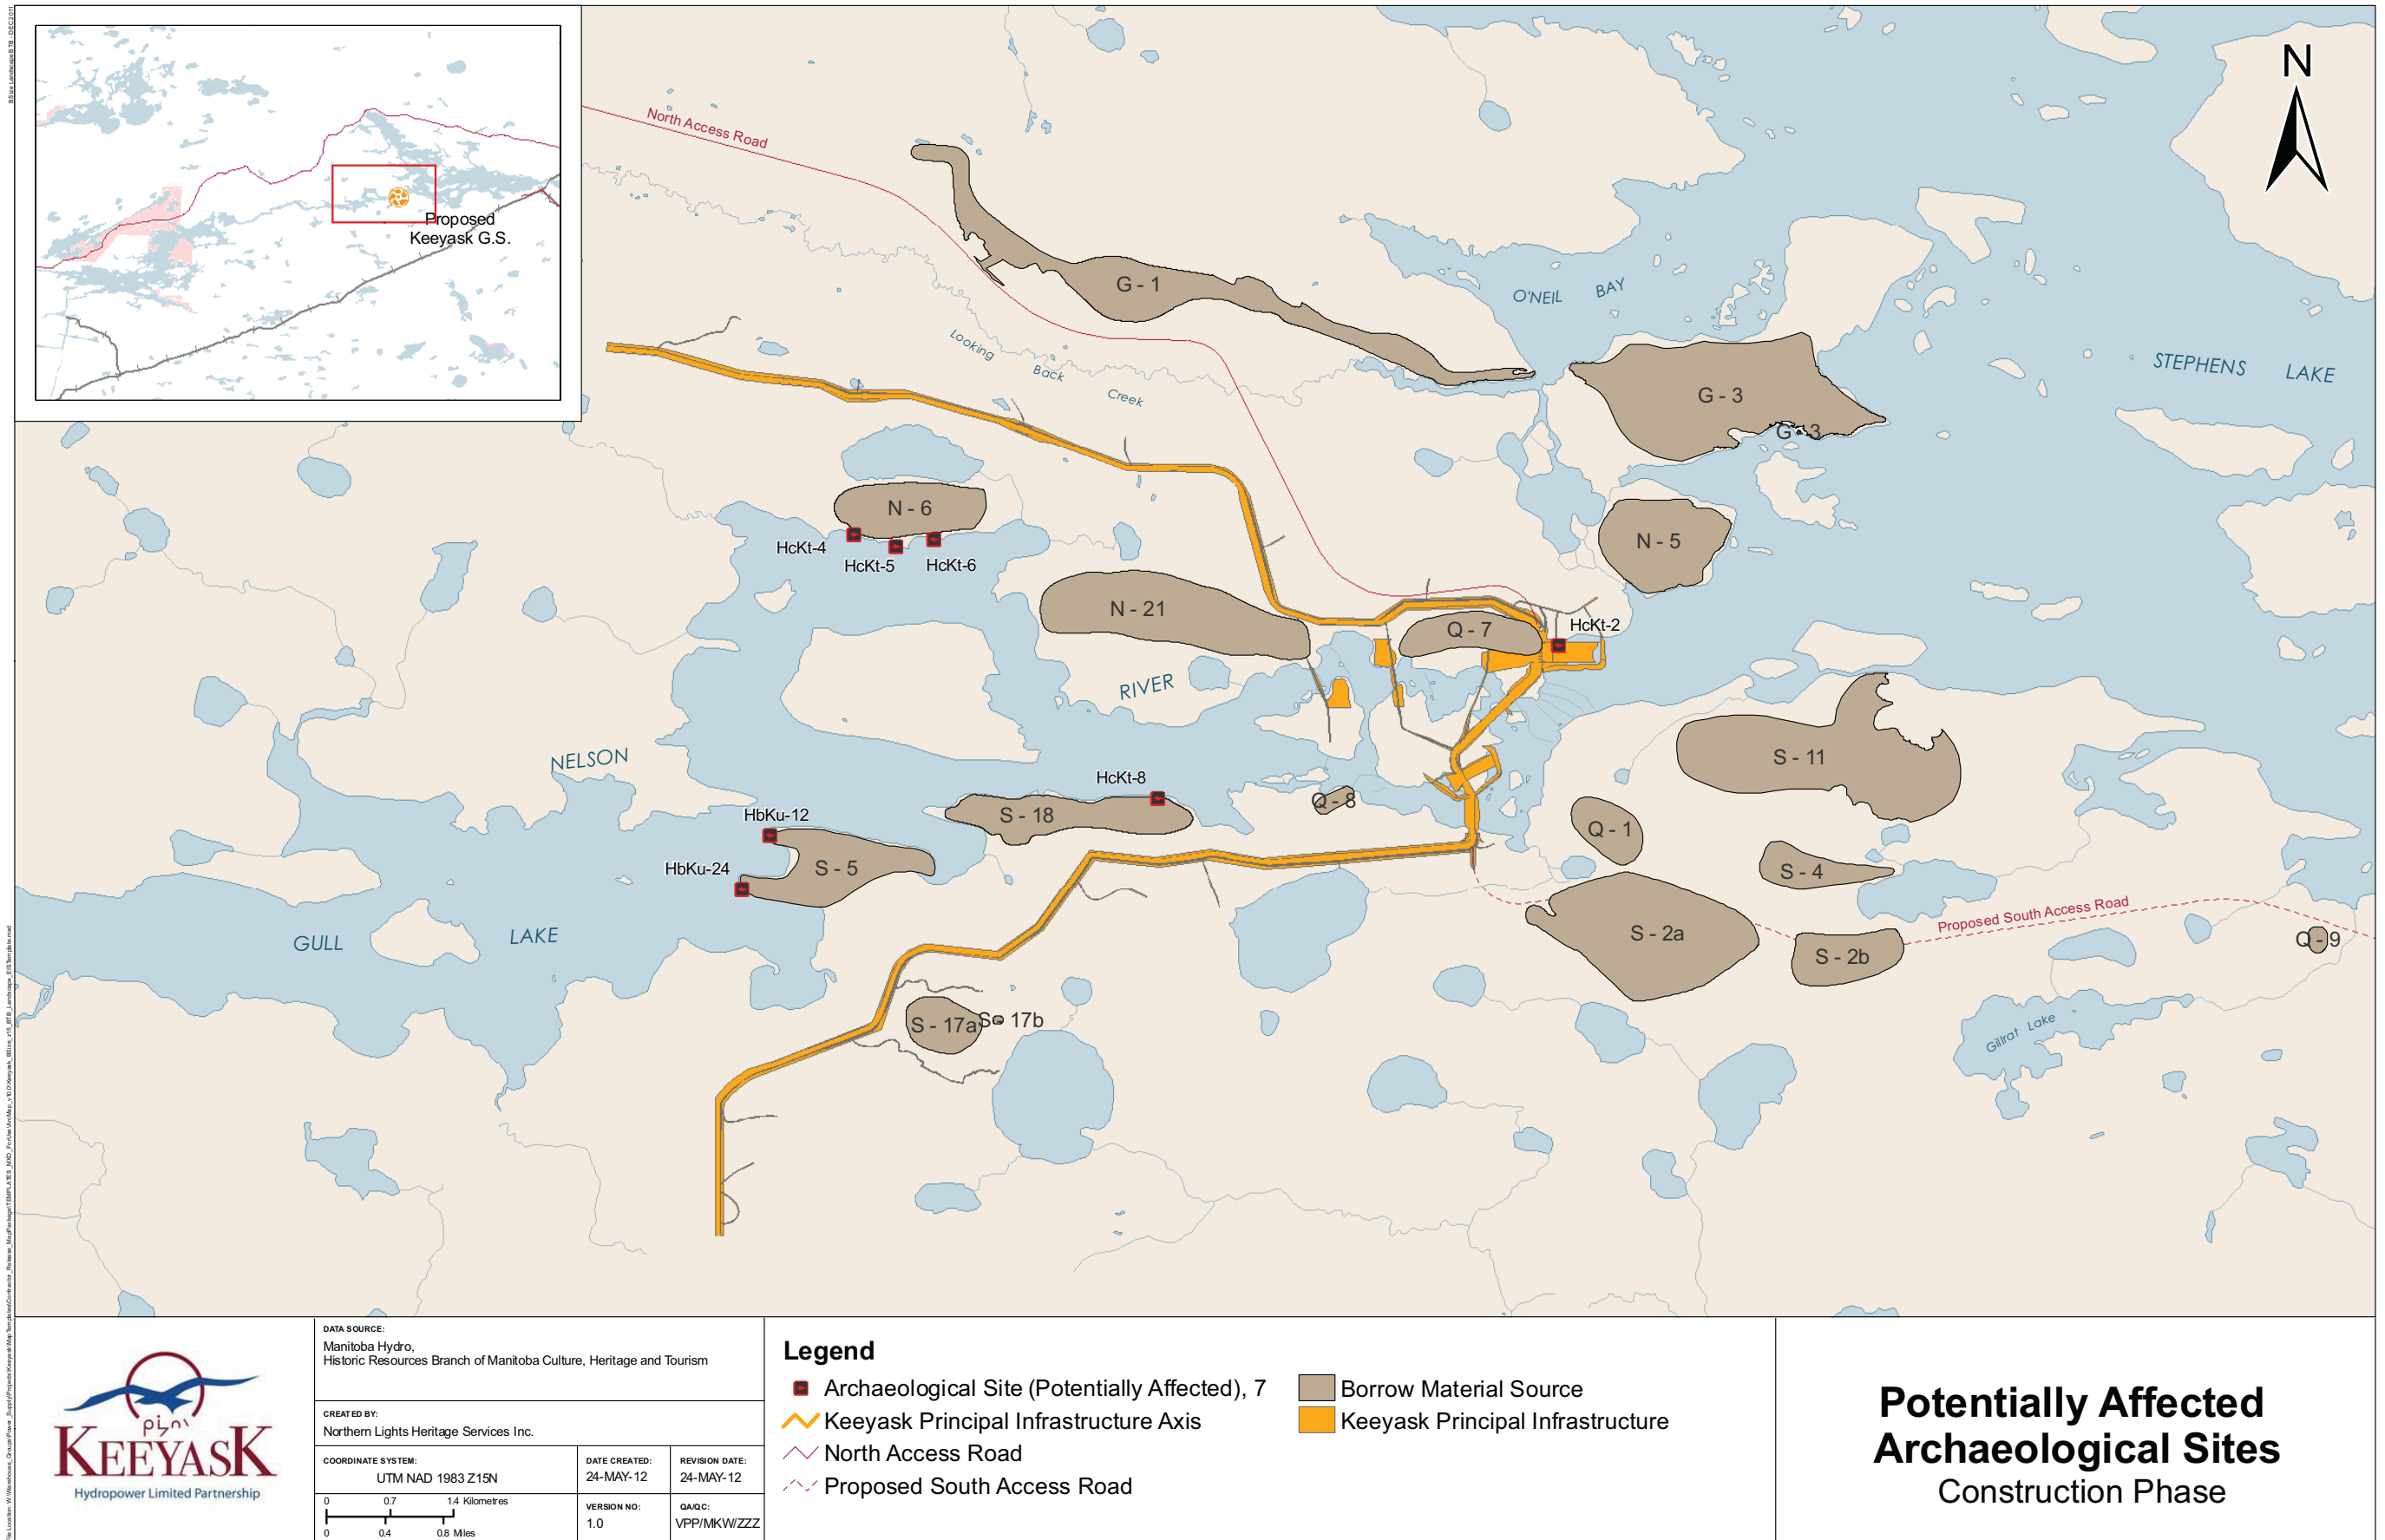 BSize Landscape BTB - DEC 2011
Proposed
Keeyask G.S.
N
North Access Road
G - 1
O'NEIL BAY
STEPHENS LAKE
Looking Back Creek
G - 3
G - 3
N - 6
HcKt-4
HcKt-5
HcKt-6
N - 5
N - 21
Q - 7
HcKt-2
RIVER
NELSON
S - 11
HcKt-8
Q - 8
S - 18
HbKu-12
Q - 1
HbKu-24
S - 5
S - 4
Proposed South Access Road
GULL LAKE
S - 2a
S - 2b
Q - 9
S - 17a
S - 17b
Gillrat Lake
KEEYASK
Hydropower Limited Partnership
DATA SOURCE:
Manitoba Hydro,
Historic Resources Branch of Manitoba Culture, Heritage and Tourism
CREATED BY:
Northern Lights Heritage Services Inc.
COORDINATE SYSTEM:
UTM NAD 1983 Z15N
DATE CREATED:
24-MAY-12
REVISION DATE:
24-MAY-12
0 0.7 1.4 Kilometres
0 0.4 0.8 Miles
VERSION NO:
1.0
QA/QC:
VPP/MKW/ZZZ
Legend
Archaeological Site (Potentially Affected), 7
Keeyask Principal Infrastructure Axis
North Access Road
Proposed South Access Road
Borrow Material Source
Keeyask Principal Infrastructure
Potentially Affected
Archaeological Sites
Construction Phase